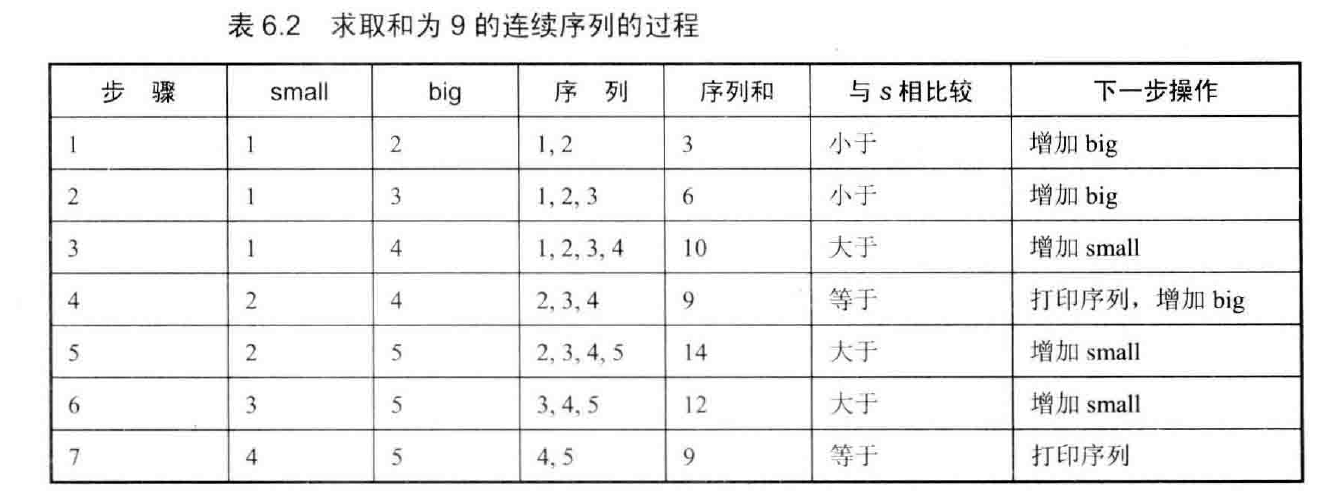 表 6.2 求取和为 9 的连续序列的过程
步 骤 small big 序 列 序列和 与 s 相比较 下一步操作
1 1 2 1, 2 3 小于 增加 big
2 1 3 1, 2, 3 6 小于 增加 big
3 1 4 1, 2, 3, 4 10 大于 增加 small
4 2 4 2, 3, 4 9 等于 打印序列，增加 big
5 2 5 2, 3, 4, 5 14 大于 增加 small
6 3 5 3, 4, 5 12 大于 增加 small
7 4 5 4, 5 9 等于 打印序列